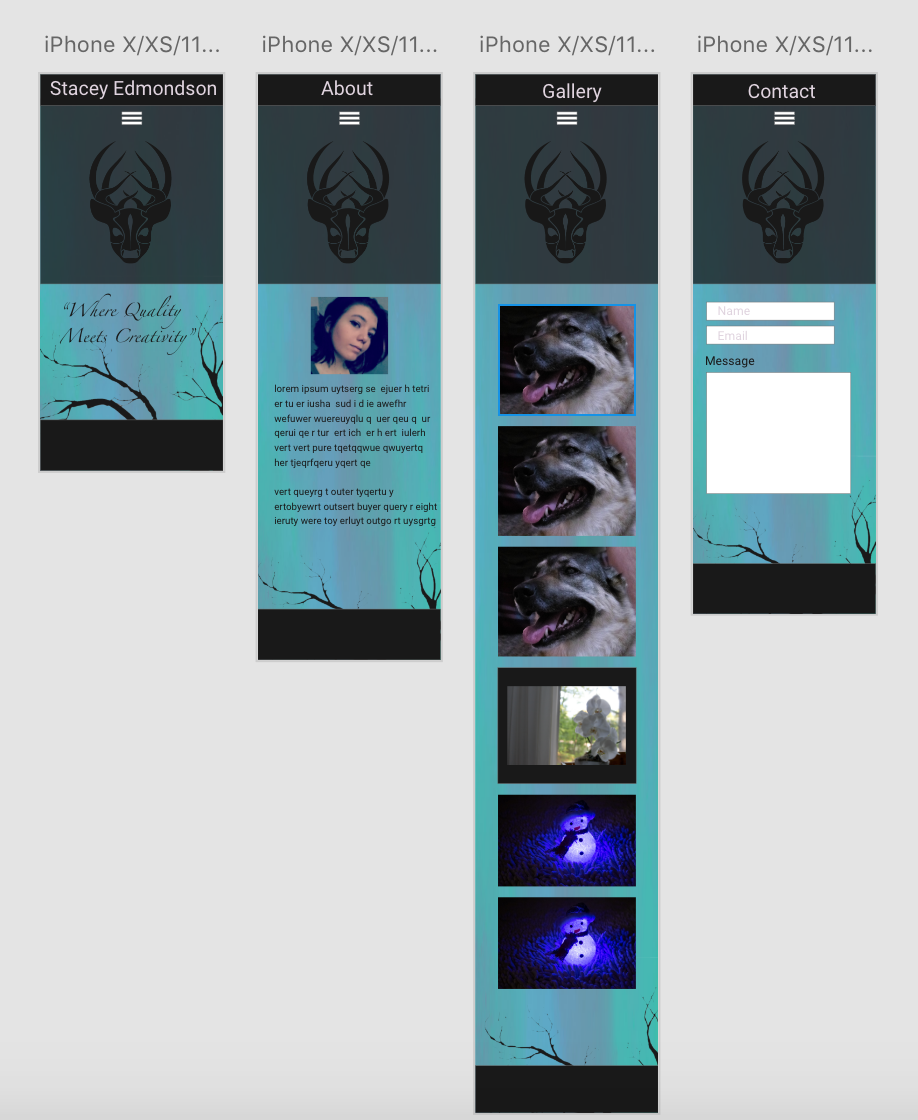 iPhone X/XS/11...
iPhone X/XS/11...
iPhone X/XS/11...
iPhone X/XS/11...
Stacey Edmondson
“Where Quality
Meets Creativity”
About
lorem ipsum uytserg se ejuer h tetri
er tu er iusha sud i d ie awefhr
wefuwer wuereuyqlu q uer qeu q ur
qerui qe r tur ert ich er h ert iulerh
vert vert pure tqetqqwue qwuyertq
her tjeqrfqeru yqert qe
vert queyrg t outer tyqertu y
ertobyewrt outsert buyer query r eight
ieruty were toy erluyt outgo rt uysgrtg
Gallery
Contact
Name
Email
Message